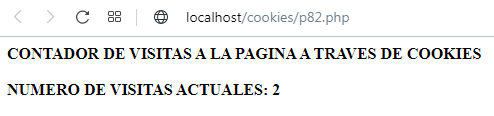 localhost/cookies/p82.php
CONTADOR DE VISITAS A LA PAGINA A TRAVES DE COOKIES
NUMERO DE VISITAS ACTUALES: 2